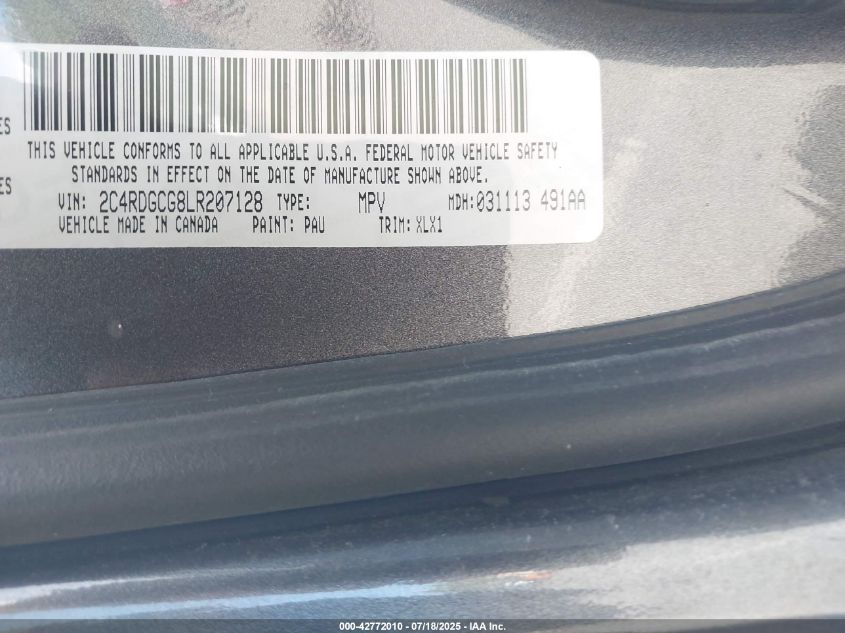 ES
THIS VEHICLE CONFORMS TO ALL APPLICABLE U.S.A. FEDERAL MOTOR VEHICLE SAFETY
STANDARDS IN EFFECT ON THE DATE OF MANUFACTURE SHOWN ABOVE.
ES
VIN: 2C4RDGCG8LR207128 TYPE: MPV MDH:031113 491AA
VEHICLE MADE IN CANADA PAINT: PAU TRIM: XLX1
000-42772010 - 07/18/2025 - IAA Inc.